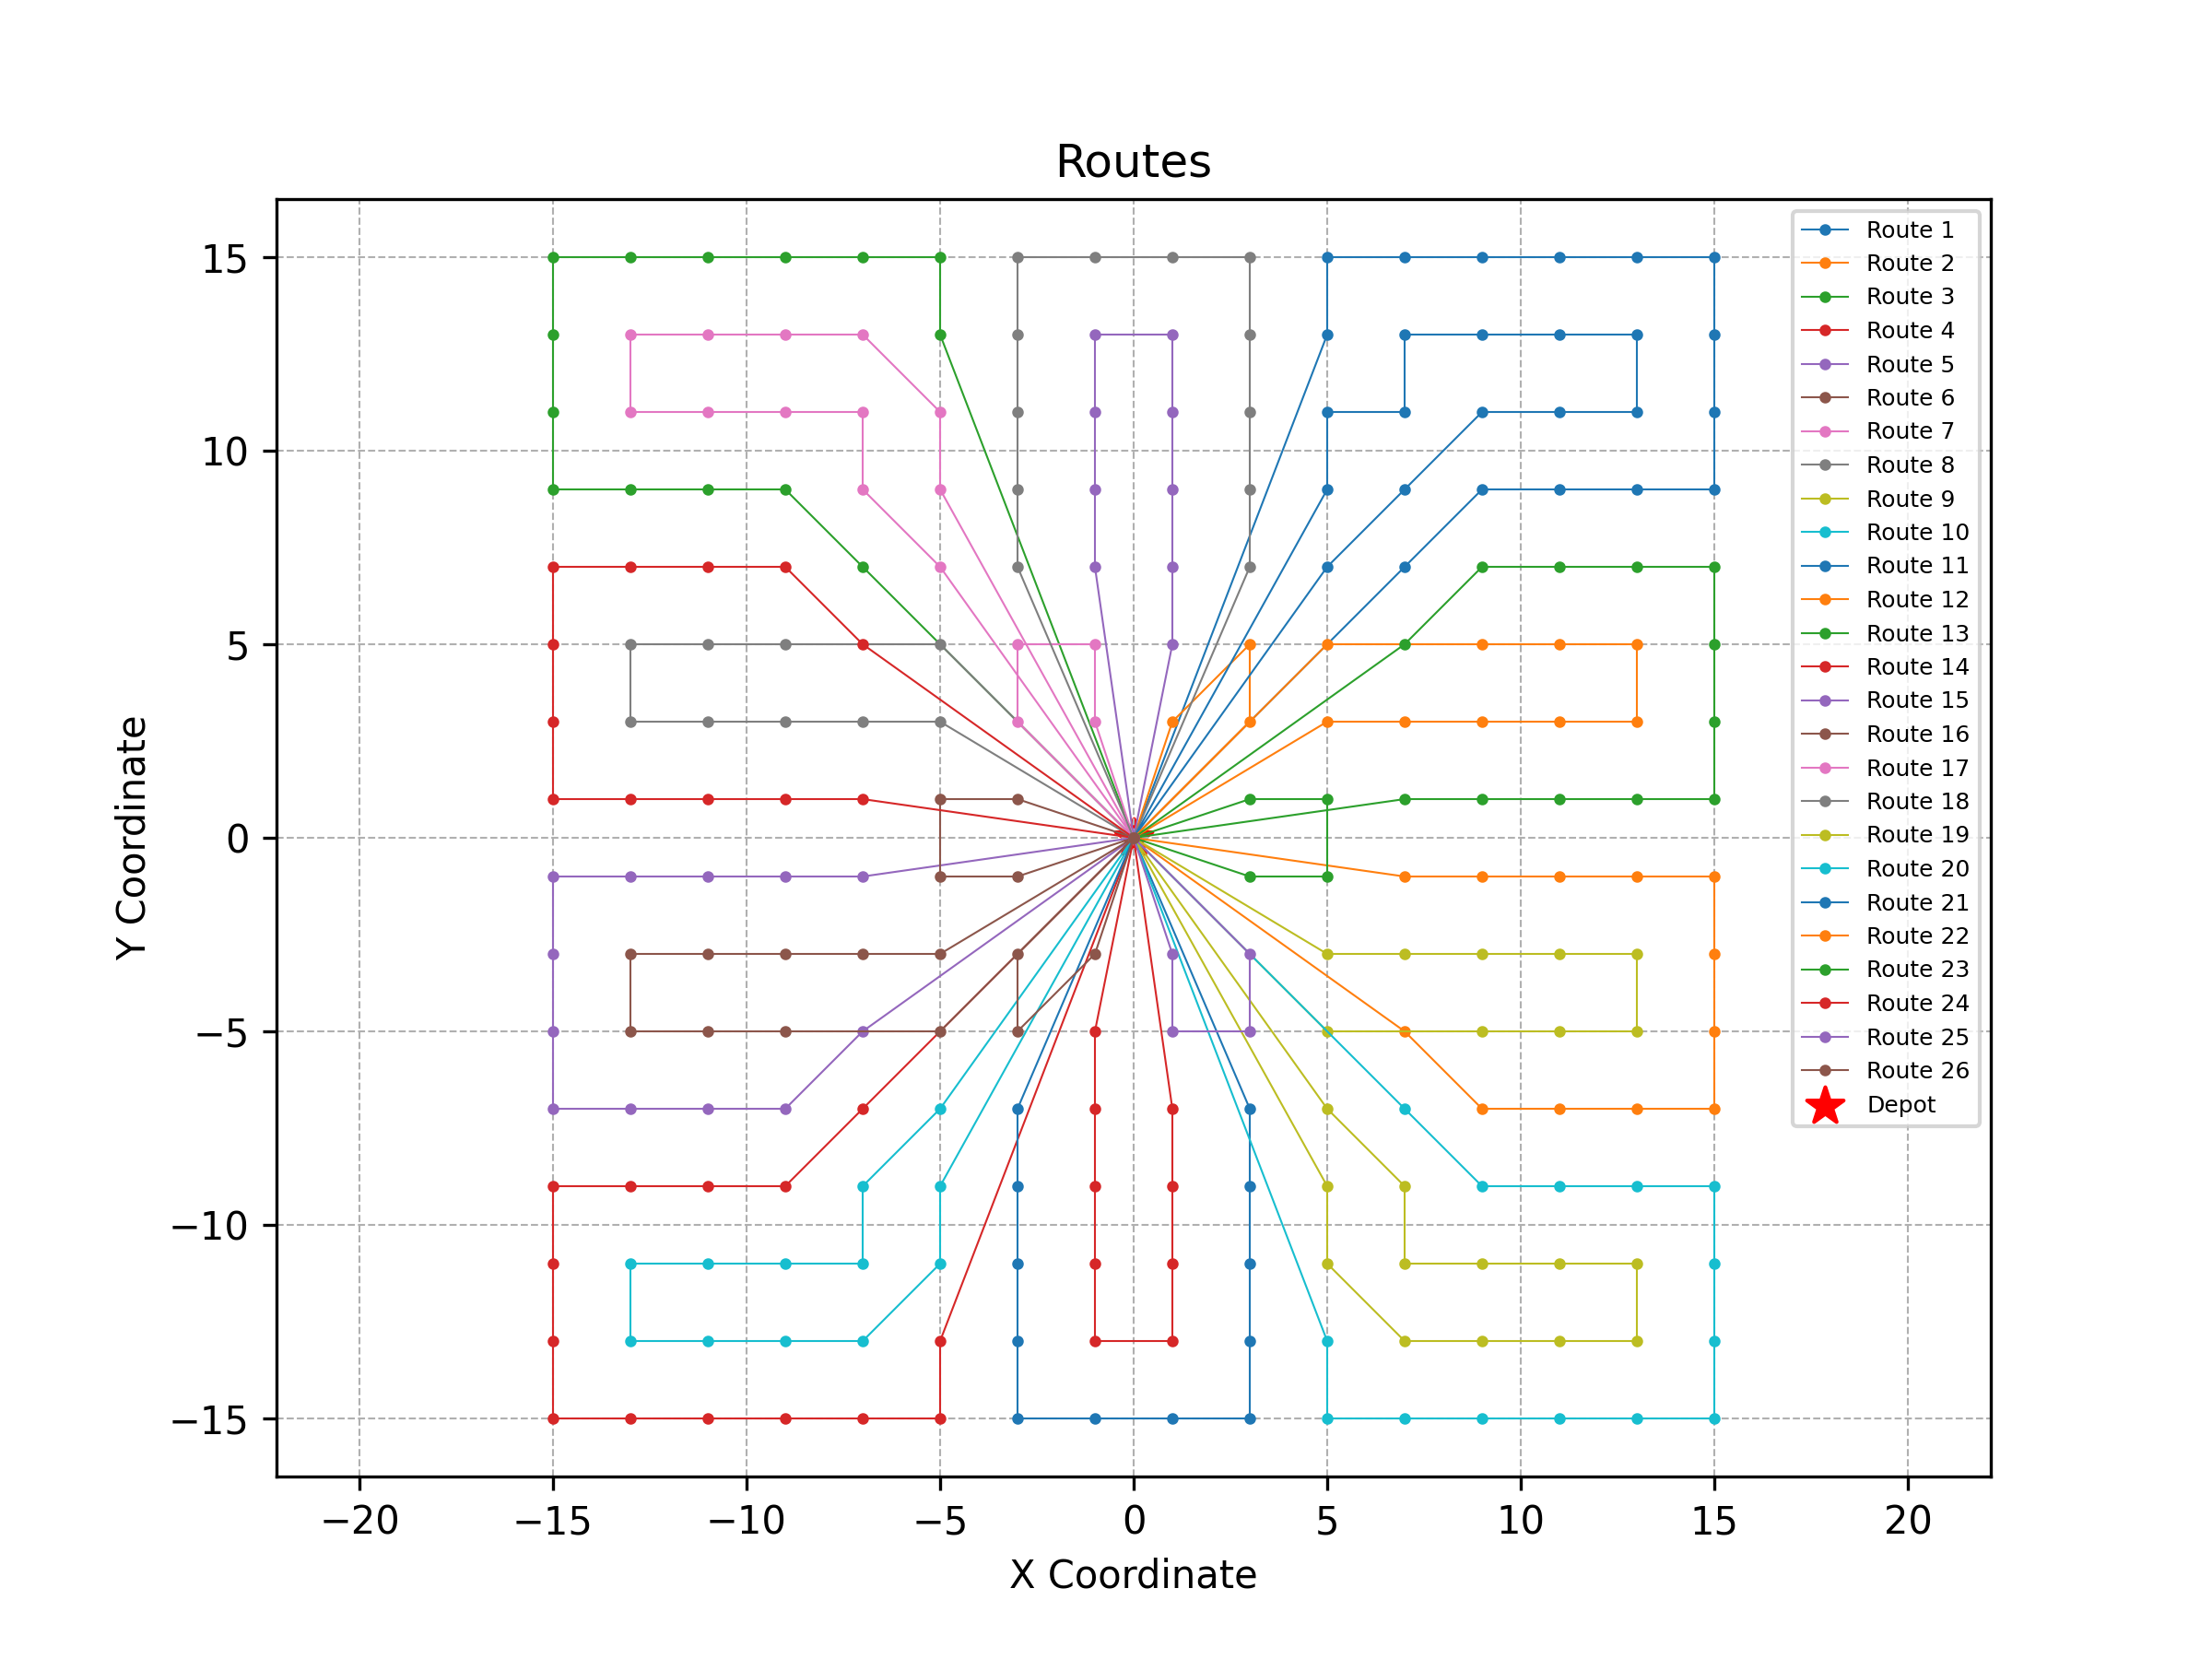 Routes
15
10
5
0
−5
−10
−15
Y Coordinate
−20
−15
−10
−5
0
5
10
15
20
X Coordinate
Route 1
Route 2
Route 3
Route 4
Route 5
Route 6
Route 7
Route 8
Route 9
Route 10
Route 11
Route 12
Route 13
Route 14
Route 15
Route 16
Route 17
Route 18
Route 19
Route 20
Route 21
Route 22
Route 23
Route 24
Route 25
Route 26
Depot